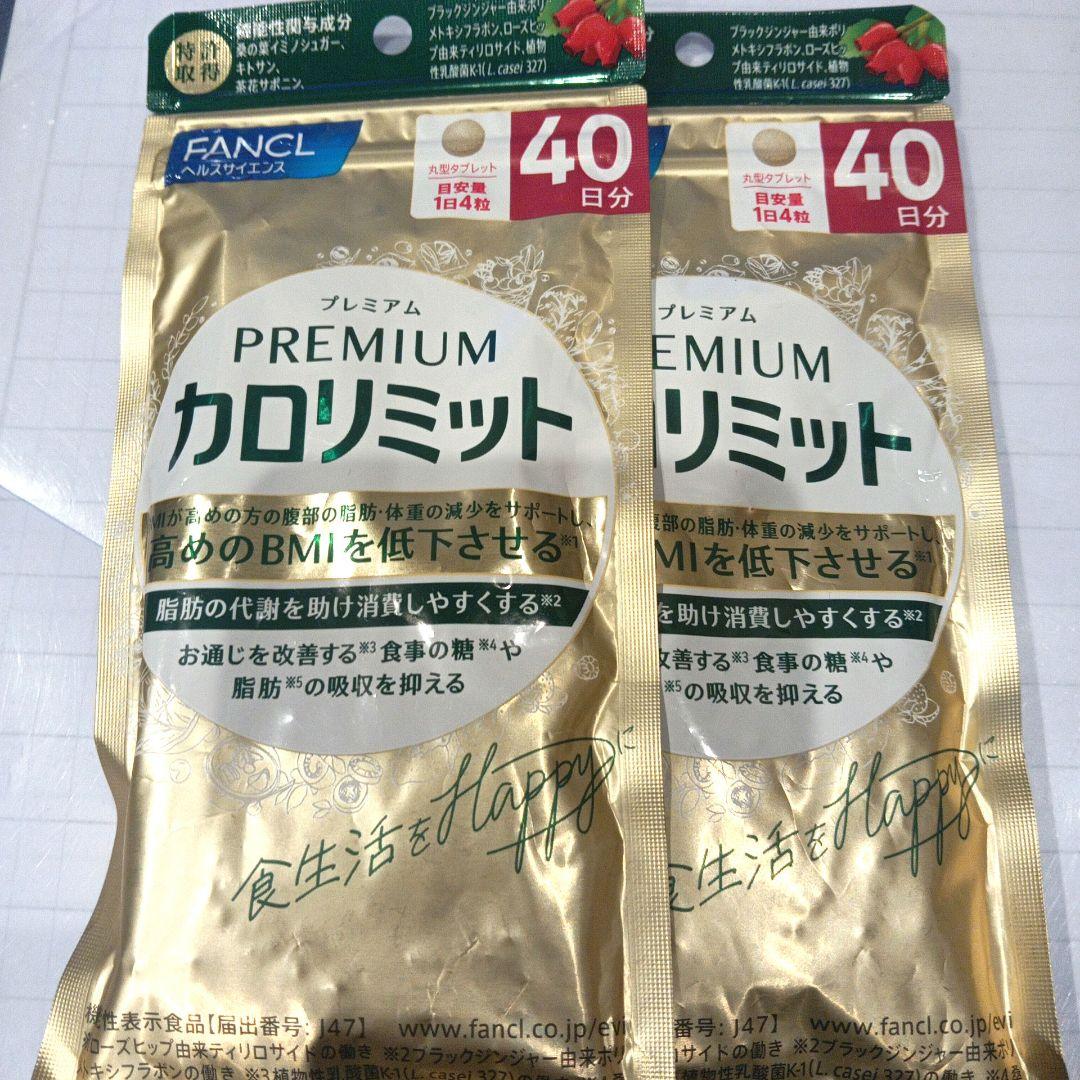 特許
取得
機能性関与成分
桑の葉イミノシュガー、
キトサン、
茶花サポニン、
ブラックジンジャー由来ポリ
メトキシフラボン、ローズヒッ
プ由来ティリロサイド、植物
性乳酸菌K-1(L. casei 327)
FANCL
ヘルスサイエンス
丸型タブレット
目安量
1日4粒
40
日分
プレミアム
PREMIUM
カロリミット
BMIが高めの方の腹部の脂肪・体重の減少をサポートし、
高めのBMIを低下させる※1
脂肪の代謝を助け消費しやすくする※2
お通じを改善する※3食事の糖※4や
脂肪※5の吸収を抑える
食生活をHappyに
機能性表示食品【届出番号: J47】 www.fancl.co.jp/evi
※ローズヒップ由来ティリロサイドの働き ※2ブラックジンジャー由来ポリ
メトキシフラボンの働き ※3植物性乳酸菌K-1(L. casei 327)の働き
ブラックジンジャー由来ポリ
メトキシフラボン、ローズヒッ
プ由来ティリロサイド、植物
性乳酸菌K-1(L. casei 327)
丸型タブレット
目安量
1日4粒
40
日分
プレミアム
EMIUM
リミット
腹部の脂肪・体重の減少をサポートし、
MIを低下させる※1
を助け消費しやすくする※2
改善する※3食事の糖※4や
※5の吸収を抑える
食生活をHappyに
番号: J47】 www.fancl.co.jp/evi
サイドの働き ※2ブラックジンジャー由来ポリ
K-1(L. casei 327)の働き ※4